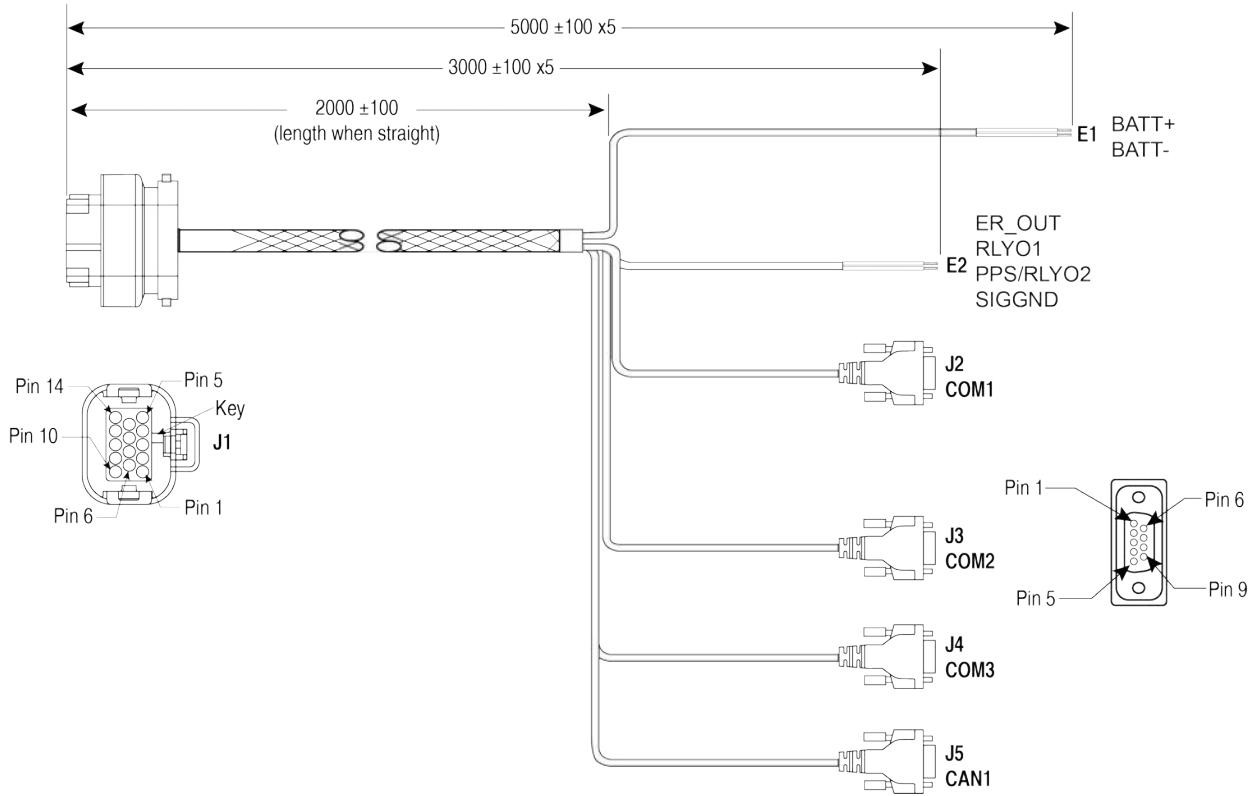 5000 ±100 x5
3000 ±100 x5
2000 ±100
(length when straight)
E1
BATT+
BATT-
E2
ER_OUT
RLYO1
PPS/RLYO2
SIGGND
J2
COM1
Pin 14
Pin 5
Key
Pin 10
J1
Pin 6
Pin 1
J3
COM2
Pin 1
Pin 6
Pin 5
Pin 9
J4
COM3
J5
CAN1